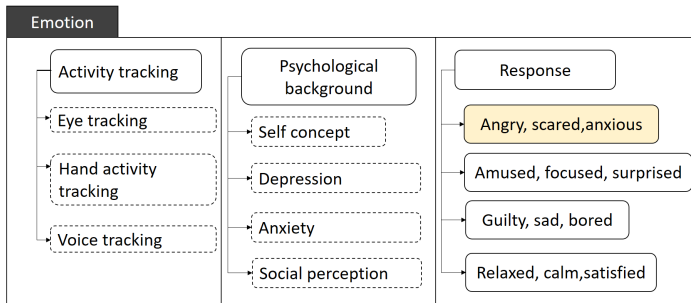 Emotion
Activity tracking
Eye tracking
Hand activity
tracking
Voice tracking
Psychological
background
Self concept
Depression
Anxiety
Social perception
Response
Angry, scared,anxious
Amused, focused, surprised
Guilty, sad, bored
Relaxed, calm,satisfied